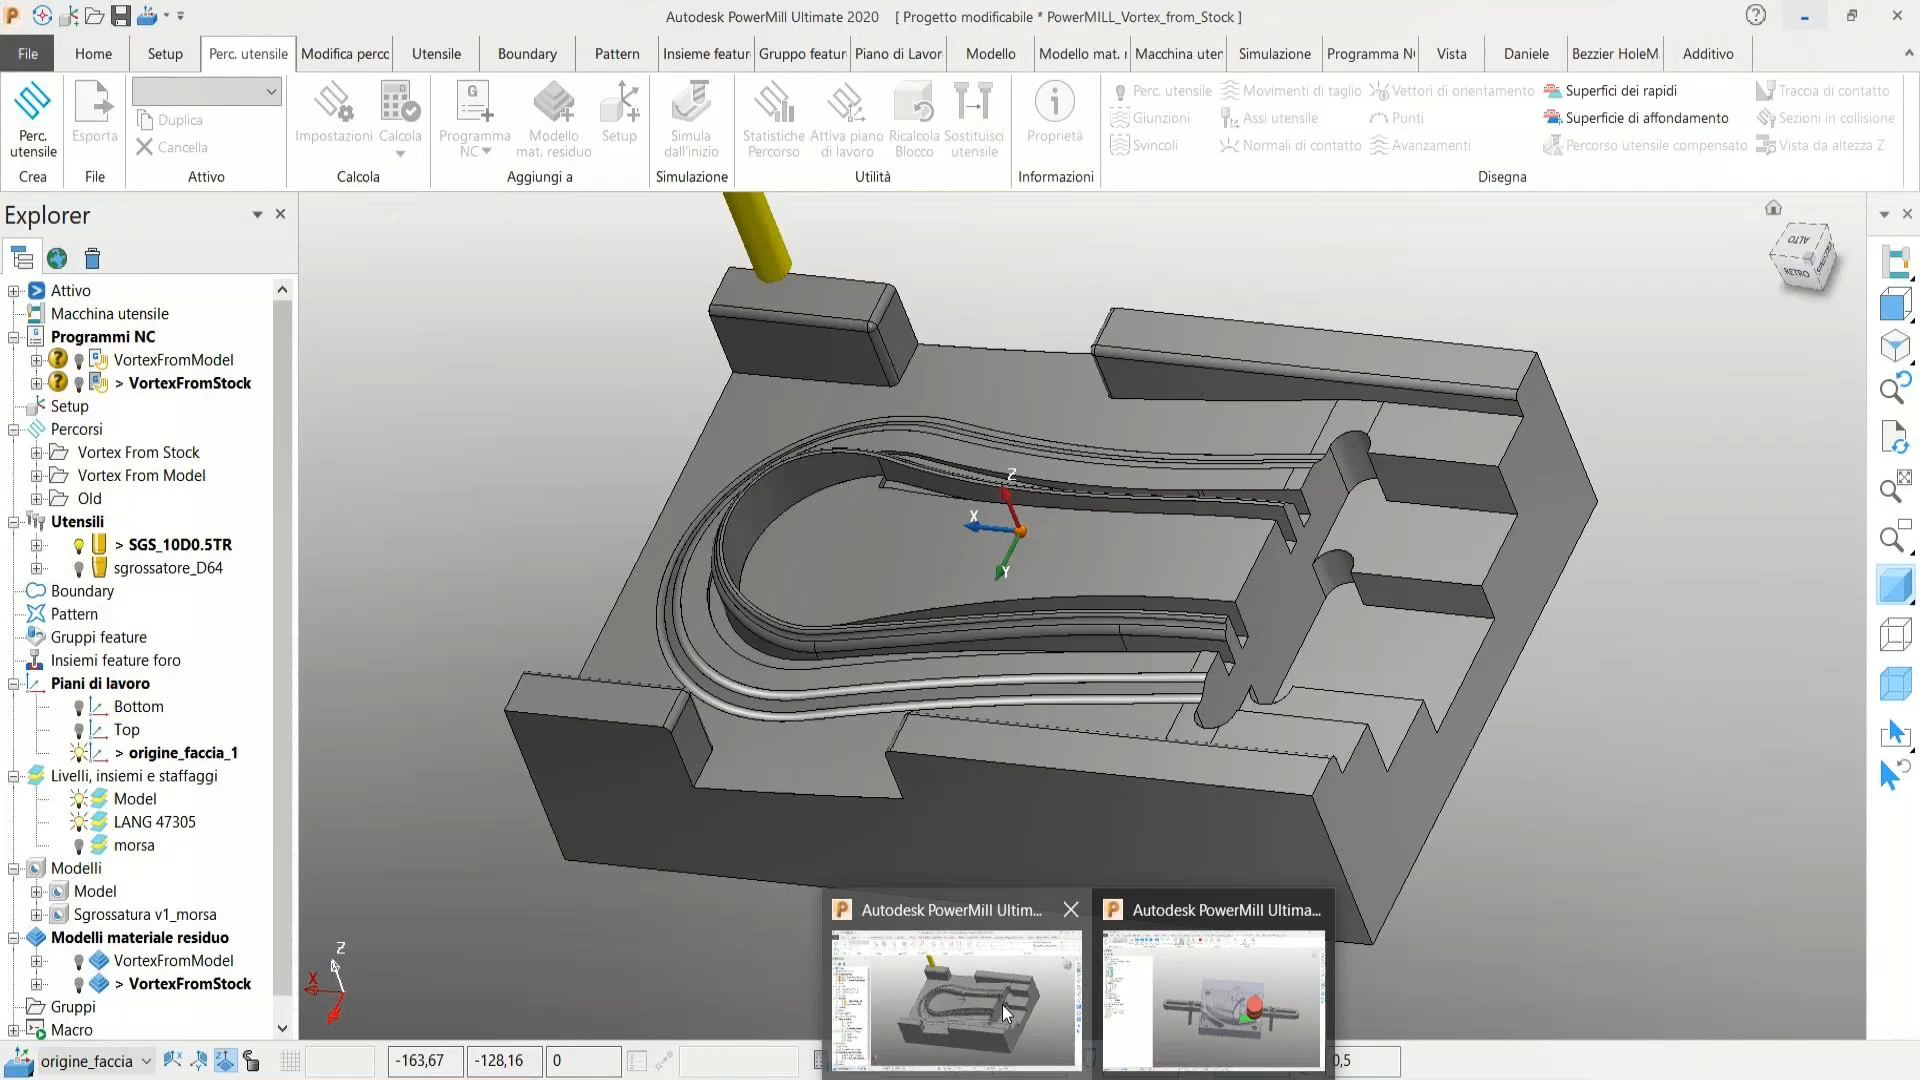 Autodesk PowerMill Ultimate 2020 [ Progetto modificabile * PowerMILL_Vortex_from_Stock ]
File Home Setup Perc. utensile Modifica perco Utensile Boundary Pattern Insieme featur Gruppo featur Piano di Lavor Modello Modello mat. Macchina uten Simulazione Programma N Vista Daniele Bezzier HoleM Additivo
Perc. utensile
Esporta
Duplica
Cancella
Impostazioni
Calcola
Programma NC
Modello mat. residuo
Setup
Simula dall'inizio
Statistiche Percorso
Attiva piano di lavoro
Ricalcola Blocco
Sostituisci utensile
Proprietà
Perc. utensile Movimenti di taglio Vettori di orientamento Superfici dei rapidi Traccia di contatto
Giunzioni Assi utensile Punti Superficie di affondamento Sezioni in collisione
Svincoli Normali di contatto Avanzamenti Percorso utensile compensato Vista da altezza Z
Crea File Attivo Calcola Aggiungi a Simulazione Utilità Informazioni Disegna
Explorer
Attivo
Macchina utensile
Programmi NC
VortexFromModel
> VortexFromStock
Setup
Percorsi
Vortex From Stock
Vortex From Model
Old
Utensili
> SGS_10D0.5TR
sgrossatore_D64
Boundary
Pattern
Gruppi feature
Insiemi feature foro
Piani di lavoro
Bottom
Top
> origine_faccia_1
Livelli, insiemi e staffaggi
Model
LANG 47305
morsa
Modelli
Model
Sgrossatura v1_morsa
Modelli materiale residuo
VortexFromModel
> VortexFromStock
Gruppi
Macro
ALTO
RETRO
Z
X
Y
Z
X
Autodesk PowerMill Ultim... Autodesk PowerMill Ultima...
origine_faccia -163,67 -128,16 0 0,5